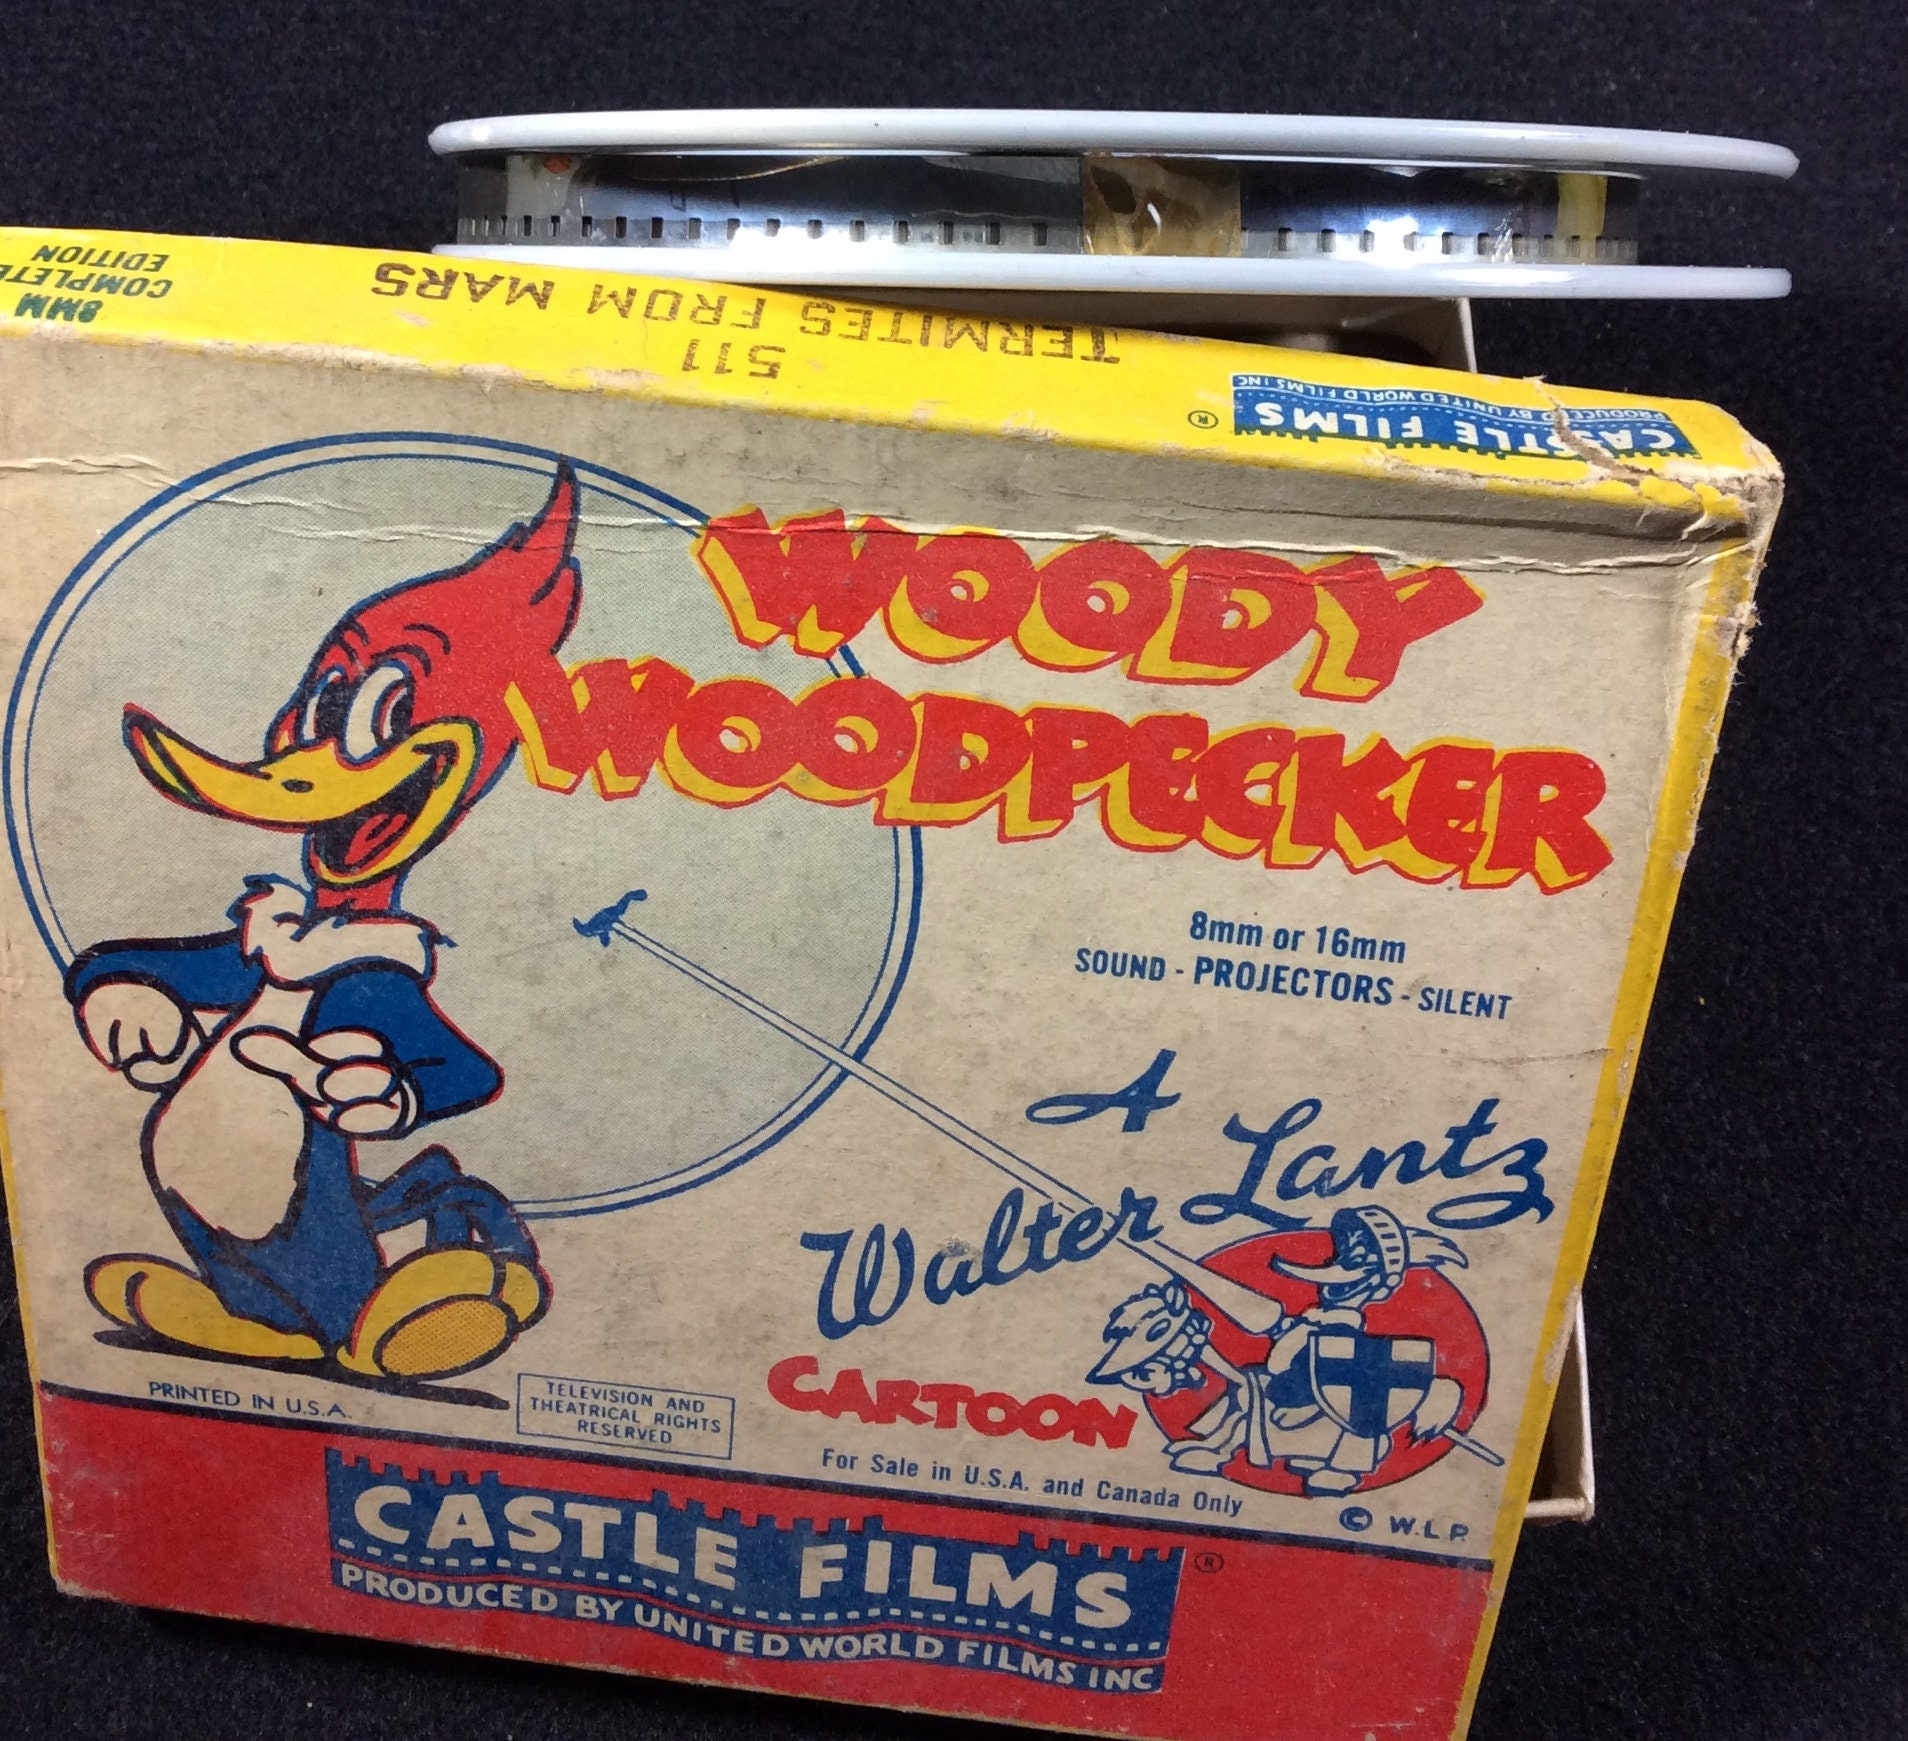 8MM
COMPLETE
EDITION
TERMITES FROM MARS
511
CASTLE FILMS ®
PRODUCED BY UNITED WORLD FILMS INC
WOODY
WOODPECKER
8mm or 16mm
SOUND - PROJECTORS - SILENT
A
Walter Lantz
CARTOON
PRINTED IN U.S.A.
TELEVISION AND
THEATRICAL RIGHTS
RESERVED
For Sale in U.S.A. and Canada Only
© W.L.P.
CASTLE FILMS ®
PRODUCED BY UNITED WORLD FILMS INC